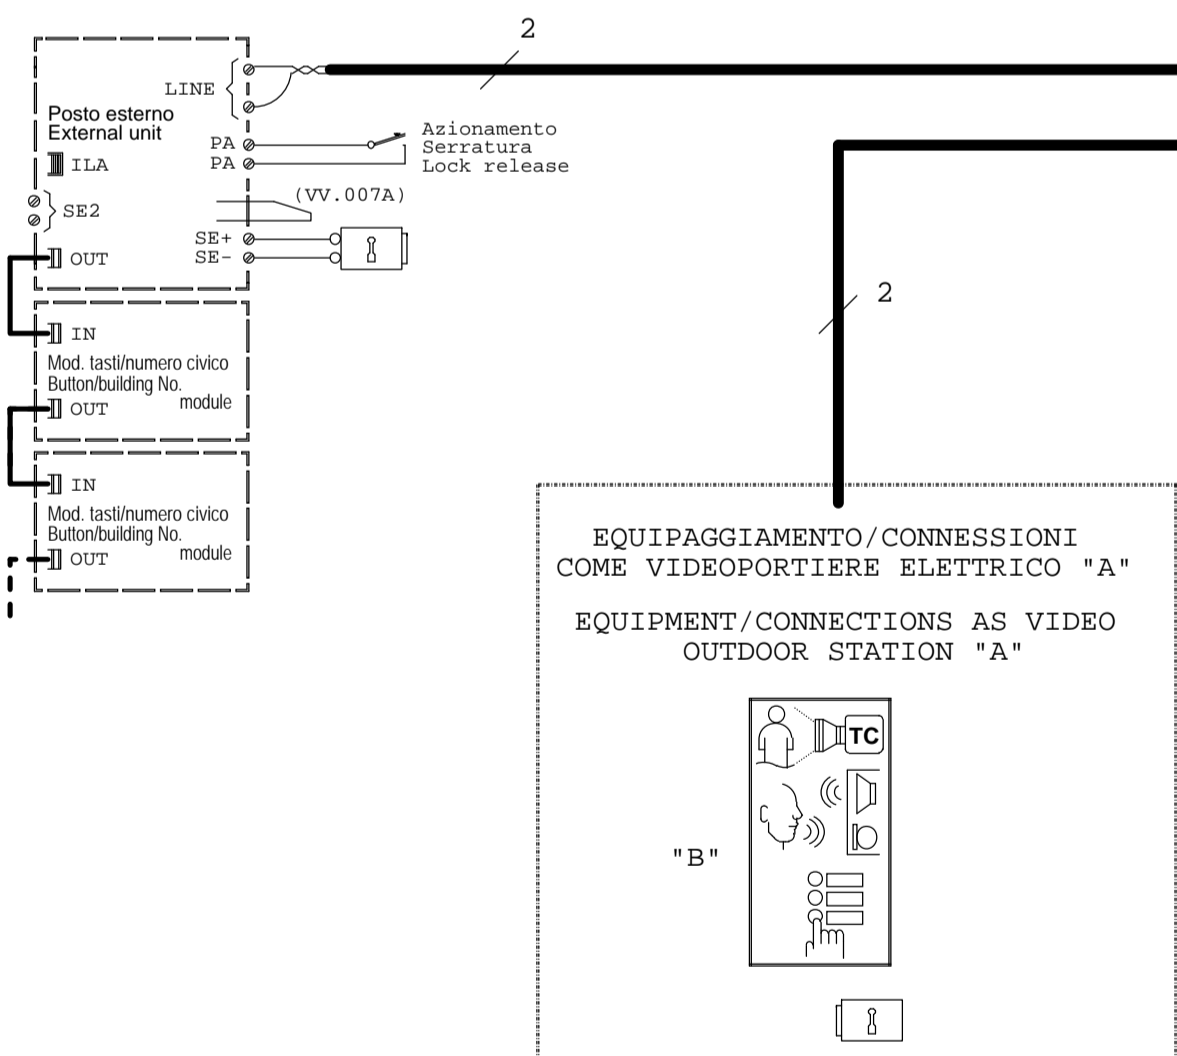 2
LINE
Posto esterno
External unit
PA
PA
Azionamento
Serratura
Lock release
ILA
(VV.007A)
SE2
SE+
SE-
OUT
IN
Mod. tasti/numero civico
Button/building No.
module
OUT
IN
Mod. tasti/numero civico
Button/building No.
module
OUT
2
EQUIPAGGIAMENTO/CONNESSIONI
COME VIDEOPORTIERE ELETTRICO "A"
EQUIPMENT/CONNECTIONS AS VIDEO
OUTDOOR STATION "A"
TC
"B"